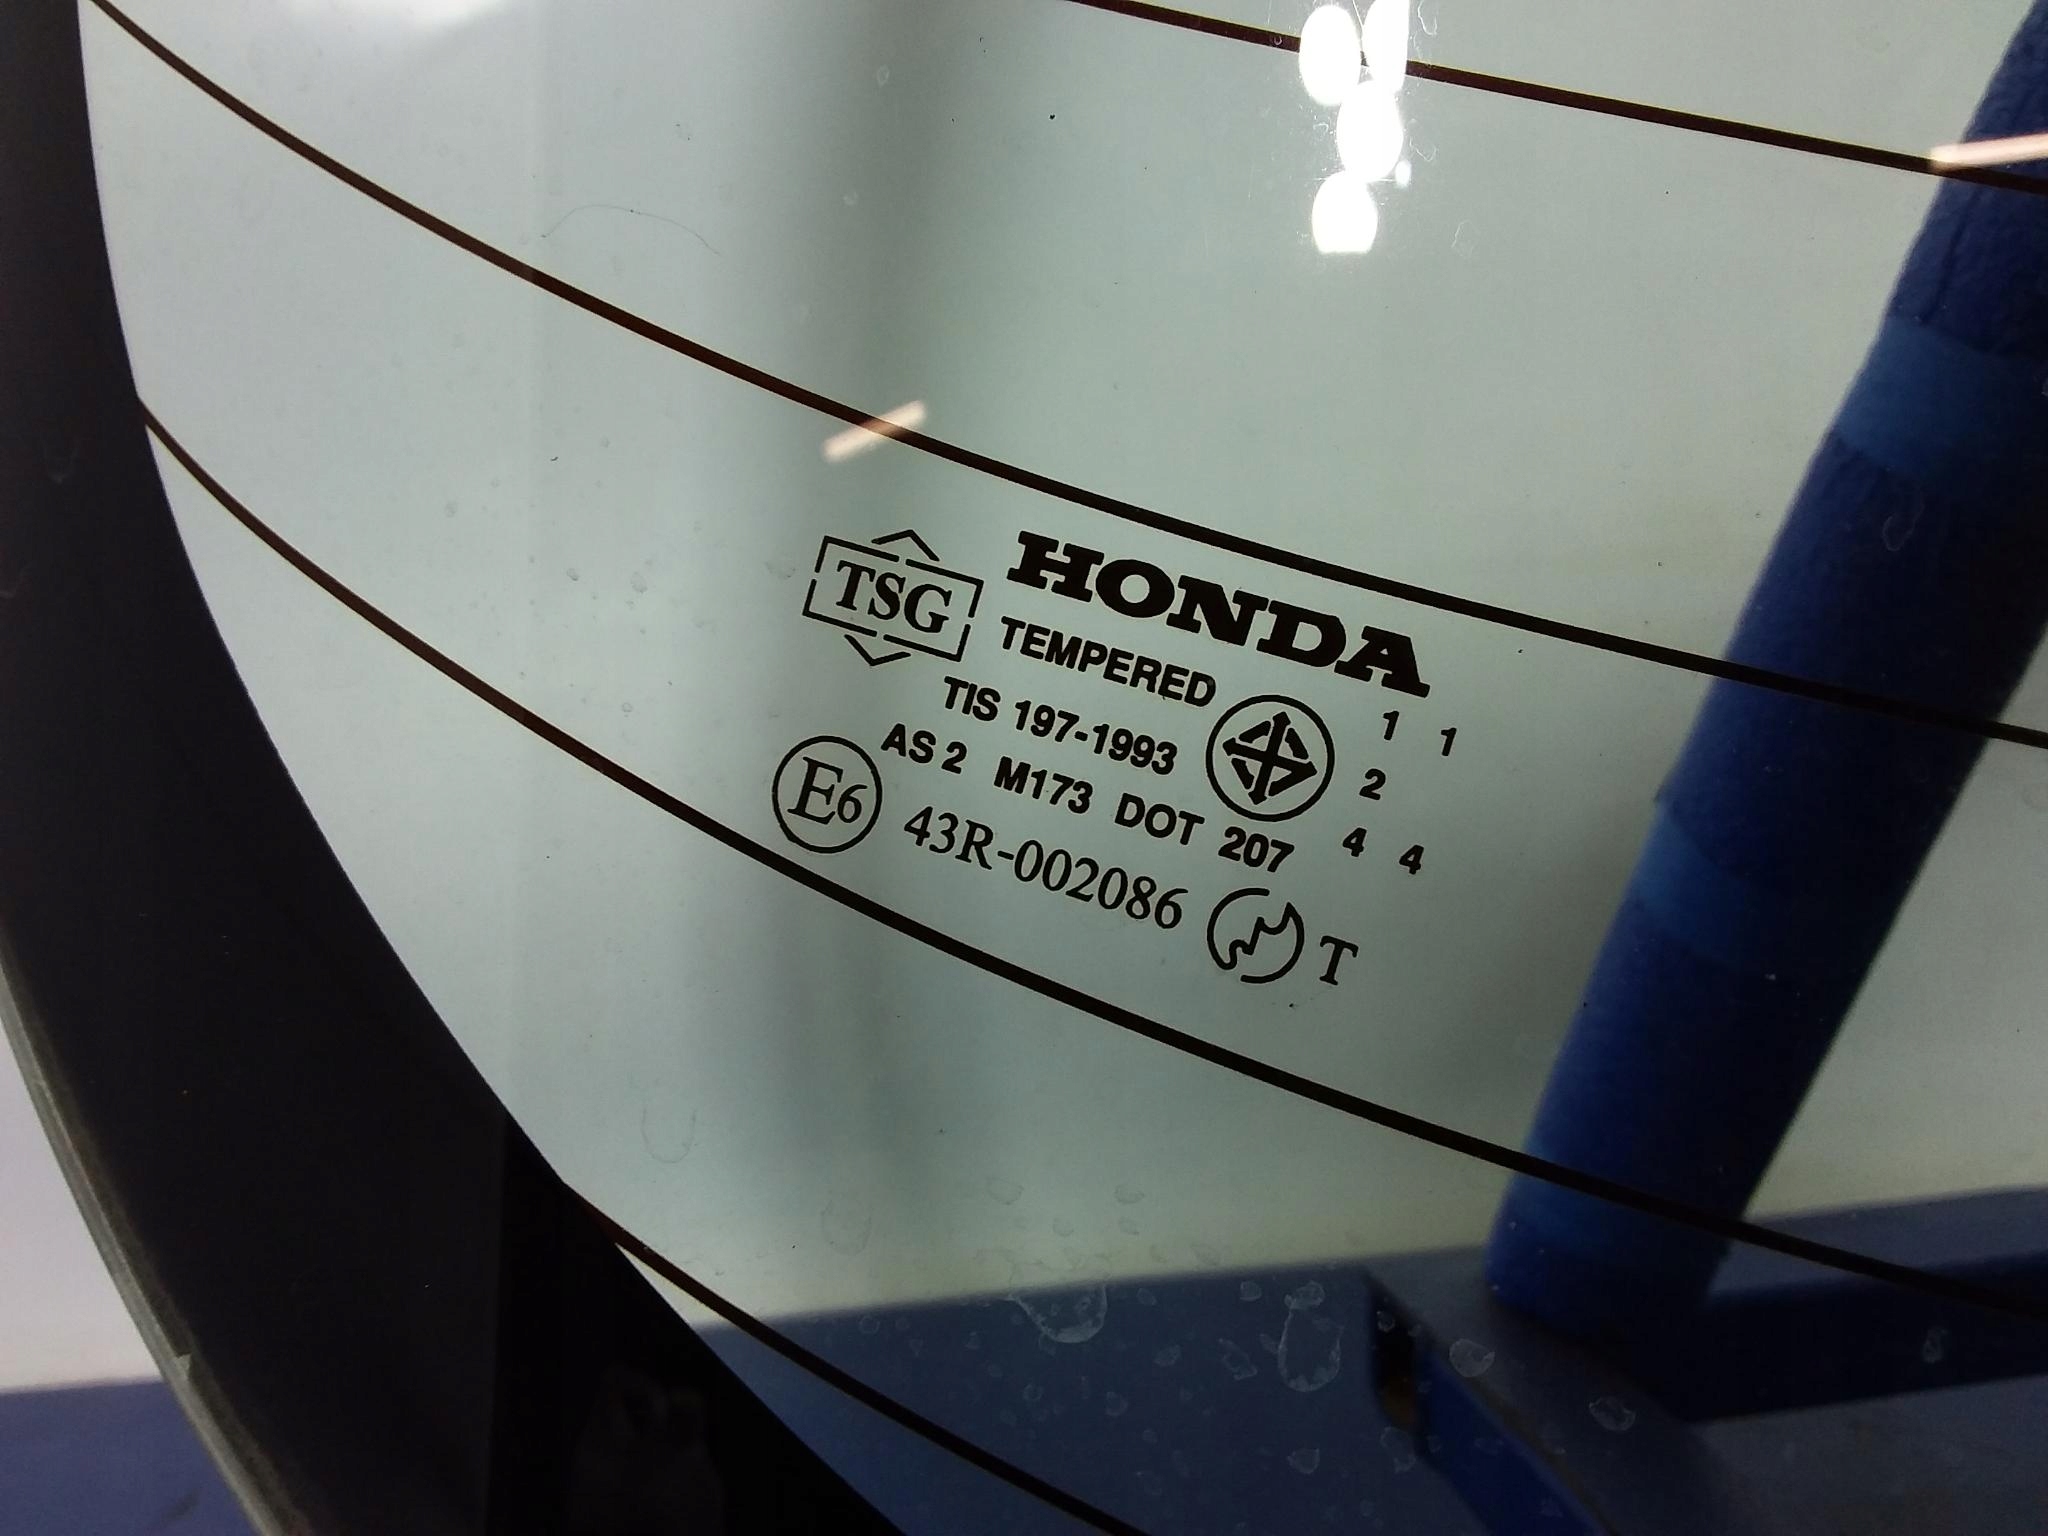 HONDA
TSG
TEMPERED
TIS 197-1993
1 1
2
AS 2 M173 DOT 207
4 4
E6 43R-002086 T